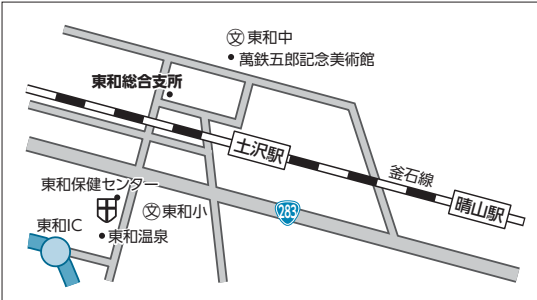 文 東和中
萬鉄五郎記念美術館
東和総合支所
土沢駅
釜石線
晴山駅
東和保健センター
文 東和小
283
東和IC
東和温泉